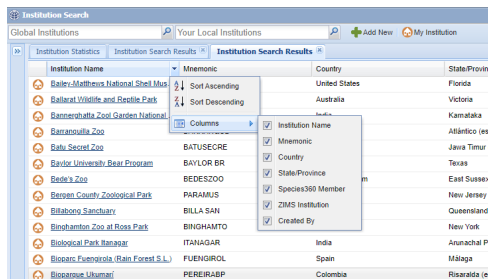 Institution Search
Global Institutions Your Local Institutions Add New My Institution
Institution Statistics Institution Search Results Institution Search Results
Institution Name Mnemonic Country State/Provin
Bailey-Matthews National Shell Mus United States Florida
Ballarat Wildlife and Reptile Park Australia Victoria
Bannerghatta Zool Garden National Karnataka
Barranquilla Zoo Atlántico (es
Batu Secret Zoo BATUSECRE Jawa Timur
Baylor University Bear Program BAYLOR BR Texas
Bede's Zoo BEDESZOO East Sussex
Bergen County Zoological Park PARAMUS New Jersey
Billabong Sanctuary BILLA SAN Queensland
Binghamton Zoo at Ross Park BINGHAMTO New York
Biological Park Itanagar ITANAGAR India Arunachal P
Bioparc Fuengirola (Rain Forest S.L.) FUENGIROL Spain Málaga
Bioparque Ukumarí PEREIRABP Colombia Risaralda (e
Sort Ascending
Sort Descending
Columns
Institution Name
Mnemonic
Country
State/Province
Species360 Member
ZIMS Institution
Created By